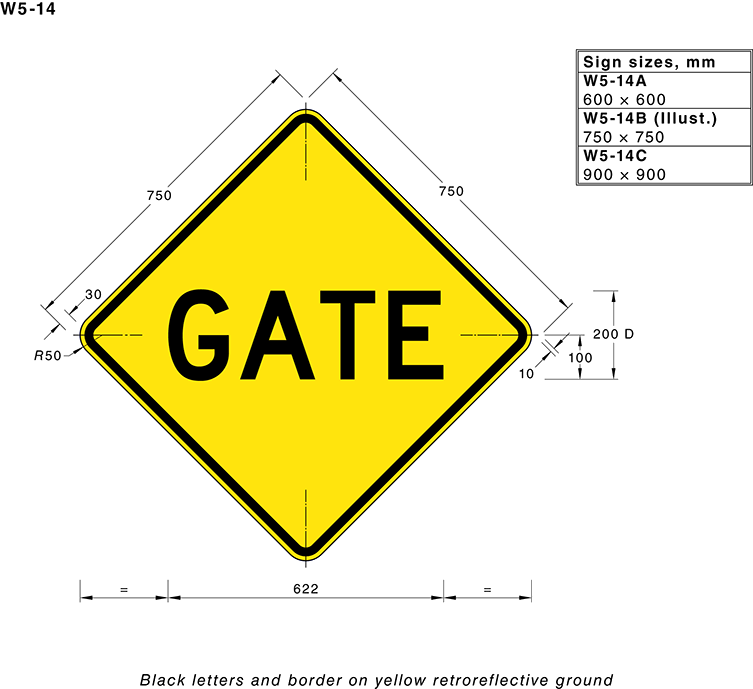 W5-14
Sign sizes, mm
W5-14A
600 × 600
W5-14B (Illust.)
750 × 750
W5-14C
900 × 900
750
750
30
R50
GATE
200 D
100
10
=
622
=
Black letters and border on yellow retroreflective ground